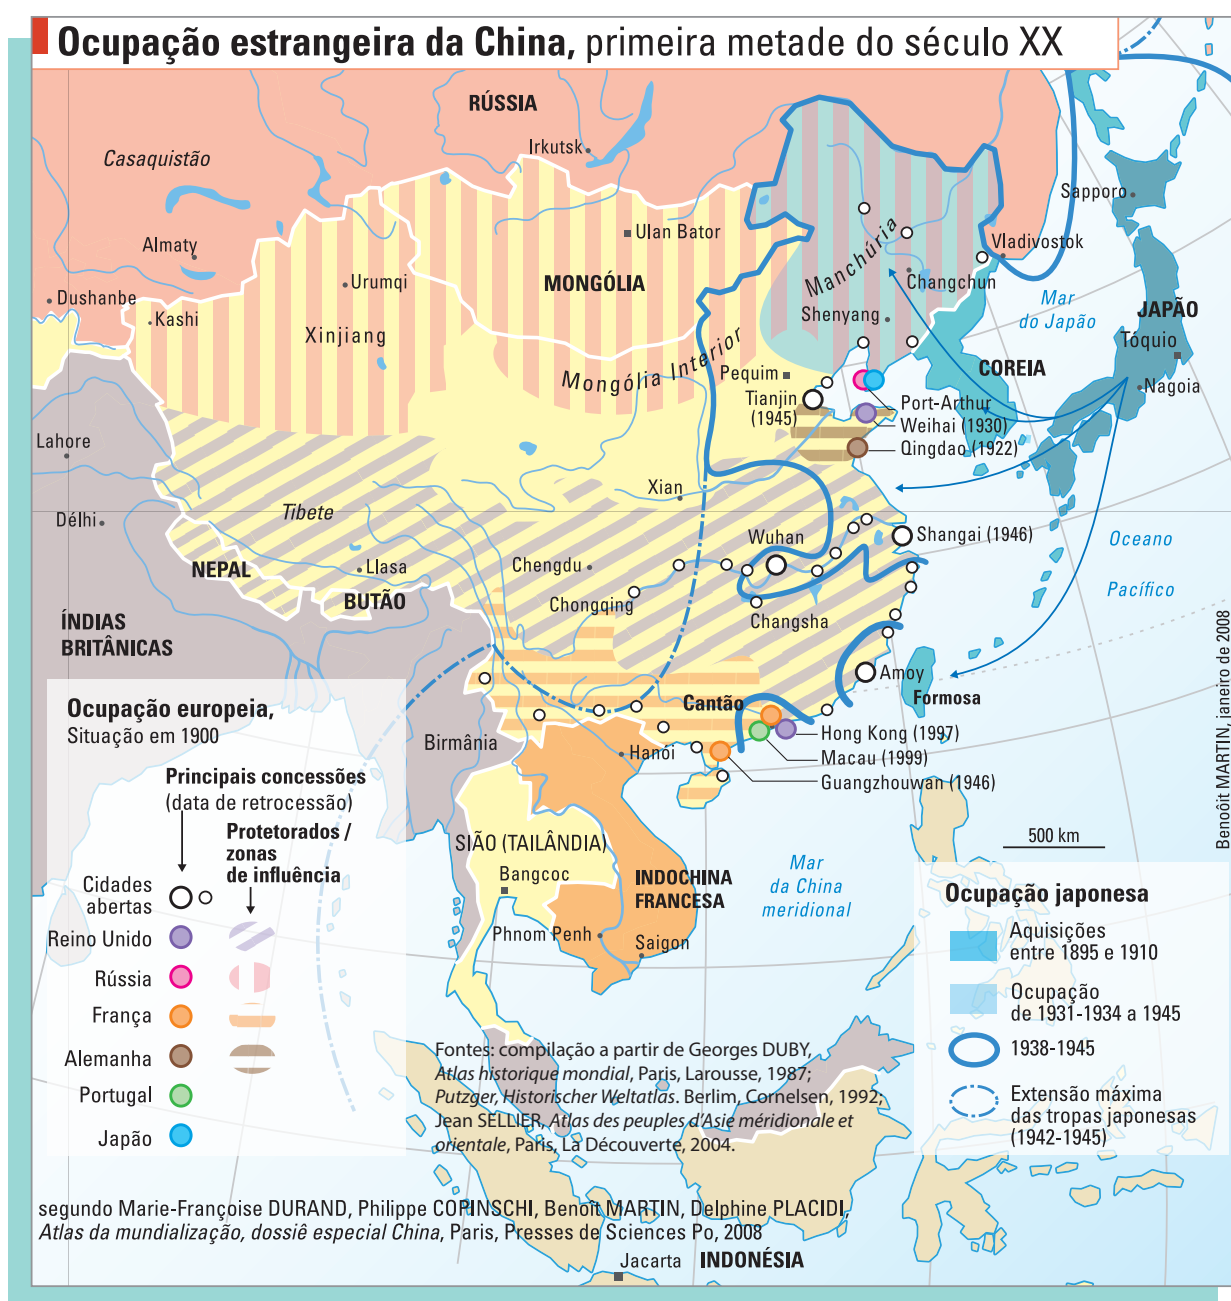 Ocupação estrangeira da China, primeira metade do século XX
RÚSSIA
Irkutsk
Casaquistão
Sapporo
Almaty
Ulan Bator
Vladivostok
Manchúria
Urumqi
MONGÓLIA
Changchun
Dushanbe
Mar
do Japão
JAPÃO
Kashi
Xinjiang
Shenyang
Tóquio
Mongólia Interior
Pequim
COREIA
Nagoia
Tianjin
(1945)
Port-Arthur
Weihai (1930)
Qingdao (1922)
Lahore
Xian
Tibete
Délhi
Wuhan
Shangai (1946)
Oceano
Pacífico
NEPAL
Llasa
Chengdu
BUTÃO
Chongqing
Changsha
ÍNDIAS
BRITÂNICAS
Amoy
Formosa
Cantão
Birmânia
Hanói
Hong Kong (1997)
Macau (1999)
Guangzhouwan (1946)
SIÃO (TAILÂNDIA)
Bangcoc
INDOCHINA
FRANCESA
Mar
da China
meridional
500 km
Phnom Penh
Saigon
Ocupação europeia,
Situação em 1900
Principais concessões
(data de retrocessão)
Protetorados /
zonas
de influência
Cidades
abertas
Reino Unido
Rússia
França
Alemanha
Portugal
Japão
Ocupação japonesa
Aquisições
entre 1895 e 1910
Ocupação
de 1931-1934 a 1945
1938-1945
Extensão máxima
das tropas japonesas
(1942-1945)
Fontes: compilação a partir de Georges DUBY,
Atlas historique mondial, Paris, Larousse, 1987;
Putzger, Historischer Weltatlas. Berlim, Cornelsen, 1992;
Jean SELLIER, Atlas des peuples d'Asie méridionale et
orientale, Paris, La Découverte, 2004.
segundo Marie-Françoise DURAND, Philippe COPINSCHI, Benoît MARTIN, Delphine PLACIDI,
Atlas da mundialização, dossiê especial China, Paris, Presses de Sciences Po, 2008
Jacarta
INDONÉSIA
Benoôit MARTIN, janeiro de 2008